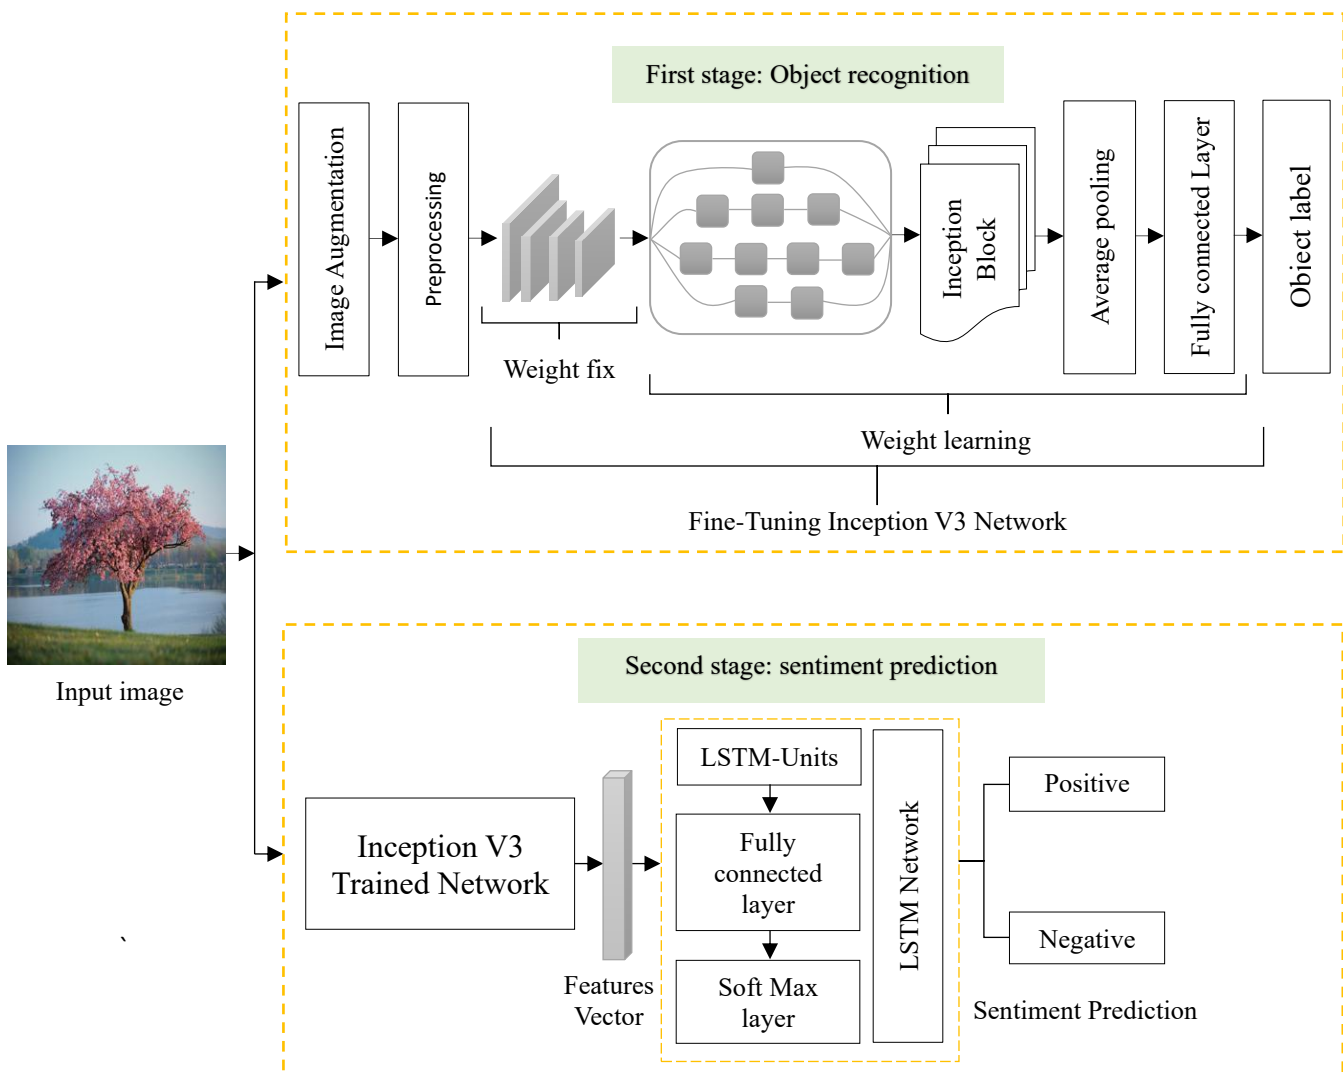 First stage: Object recognition
Image Augmentation
Preprocessing
Inception
Block
Average pooling
Fully connected Layer
Object label
Weight fix
Weight learning
Fine-Tuning Inception V3 Network
Input image
Second stage: sentiment prediction
Inception V3
Trained Network
Features
Vector
LSTM-Units
Fully
connected
layer
Soft Max
layer
LSTM Network
Positive
Negative
Sentiment Prediction
`